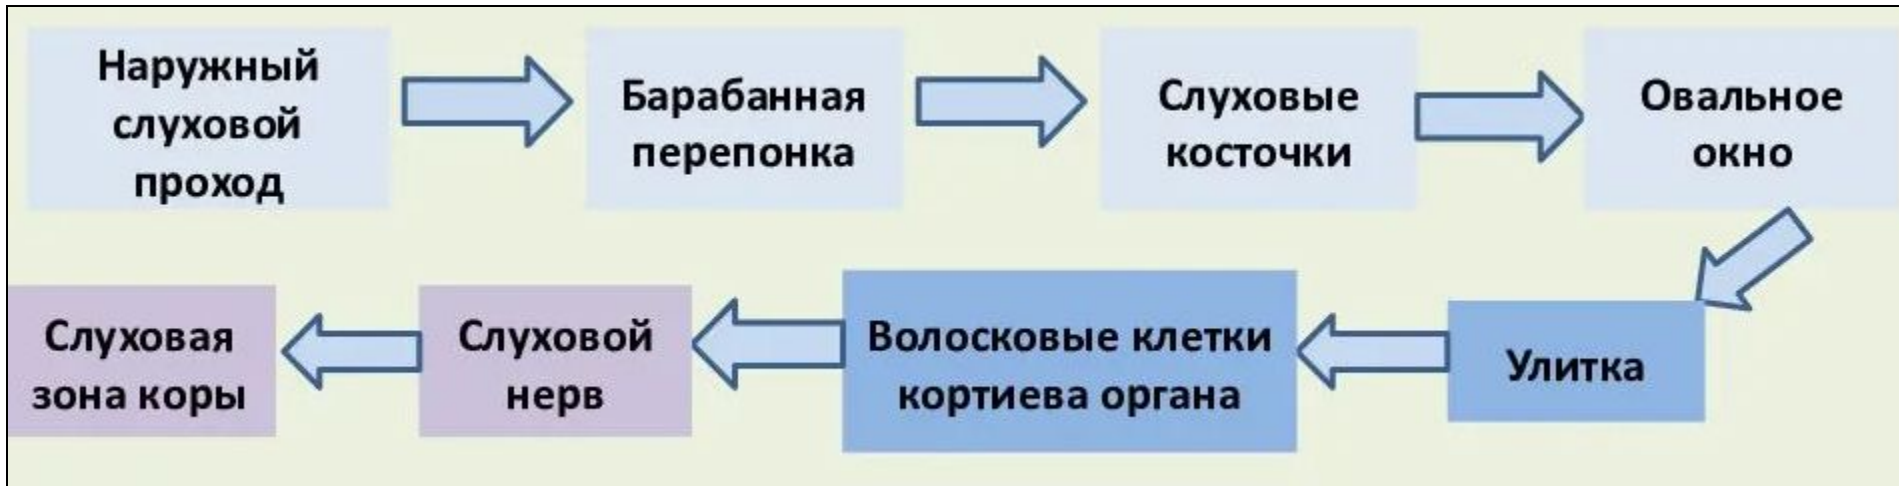 Наружный
слуховой
проход
Барабанная
перепонка
Слуховые
косточки
Овальное
окно
Слуховая
зона коры
Слуховой
нерв
Волосковые клетки
кортиева органа
Улитка